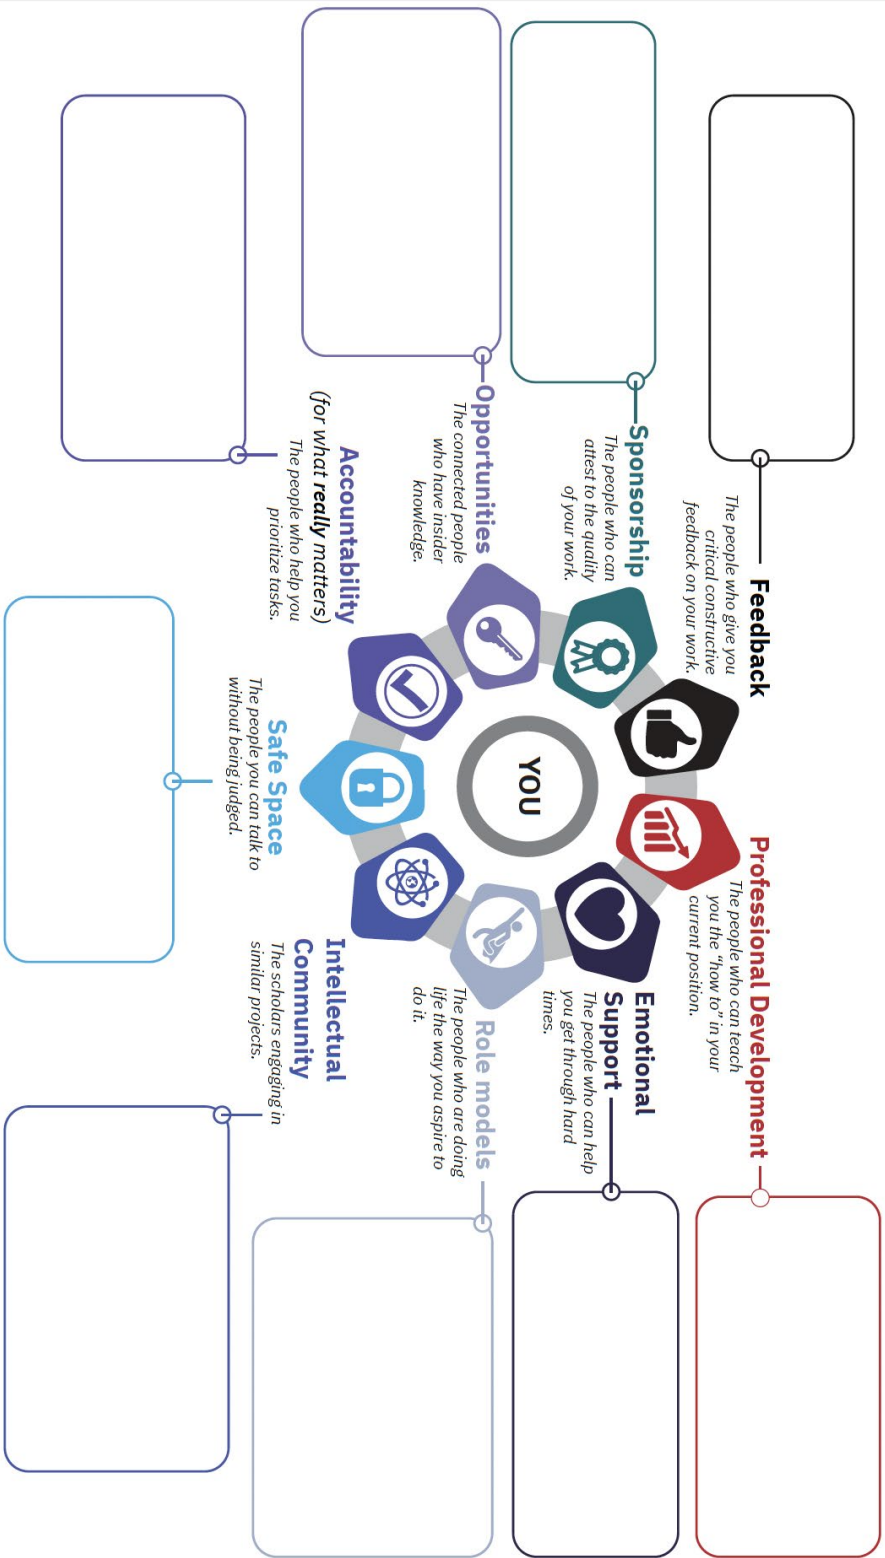 Feedback
The people who give you
critical constructive
feedback on your work.
Professional Development
The people who can teach
you the “how to” in your
current position.
Sponsorship
The people who can
attest to the quality
of your work.
Emotional
Support
The people who can help
you get through hard
times.
YOU
Opportunities
The connected people
who have insider
knowledge.
Role models
The people who are doing
life the way you aspire to
do it.
Accountability
(for what really matters)
The people who help you
prioritize tasks.
Intellectual
Community
The scholars engaging in
similar projects.
Safe Space
The people you can talk to
without being judged.